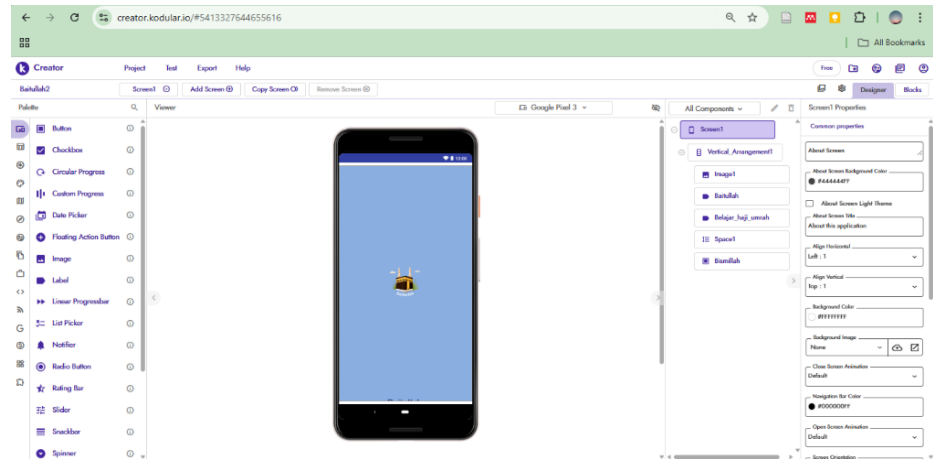 creator.kodular.io/#5413327644655616
All Bookmarks
Creator
Project
Test
Export
Help
Free
Baitullah2
Screen1
Add Screen
Copy Screen
Remove Screen
Designer
Blocks
Palette
Viewer
Google Pixel 3
All Components
Screen1 Properties
Button
Checkbox
Circular Progress
Custom Progress
Date Picker
Floating Action Button
Image
Label
Linear Progressbar
List Picker
Notifier
Radio Button
Rating Bar
Slider
Snackbar
Spinner
Screen1
Vertical_Arrangement1
Image1
Baitullah
Belajar_haji_umrah
Space1
Bismillah
Common properties
About Screen
About Screen Background Color
#444444FF
About Screen Light Theme
About Screen Title
About this application
Align Horizontal
Left : 1
Align Vertical
Top : 1
Background Color
#FFFFFFFF
Background Image
None
Close Screen Animation
Default
Navigation Bar Color
#000000FF
Open Screen Animation
Default
Screen Orientation